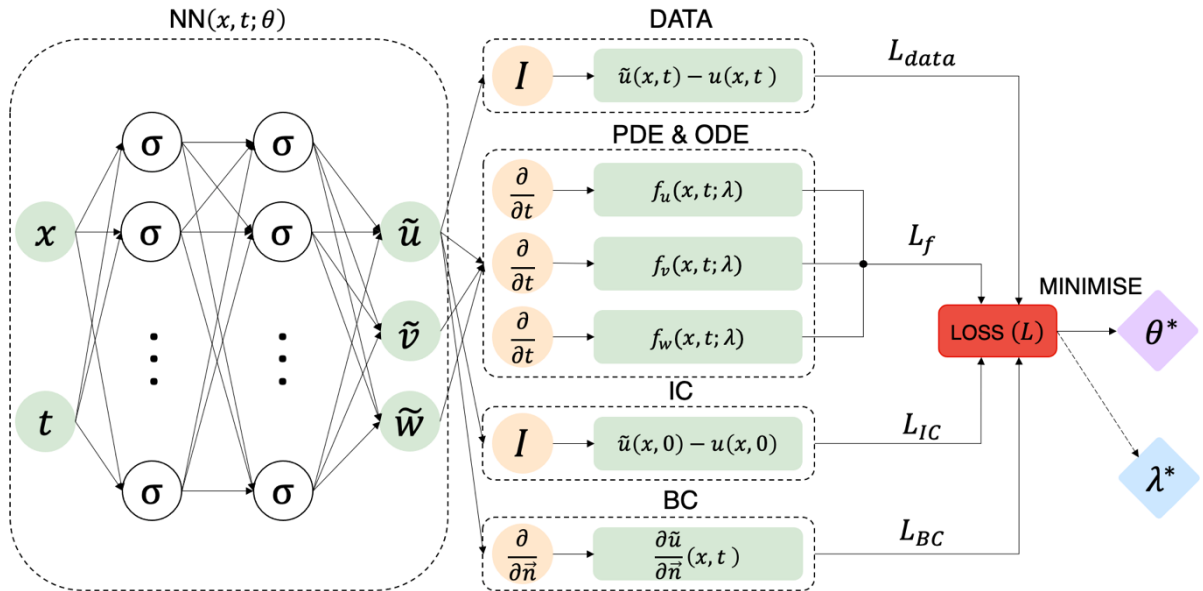 NN(x, t; θ)
x
t
σ
σ
σ
σ
σ
σ
ũ
ṽ
w̃
DATA
I
ũ(x, t) − u(x, t )
L_data
PDE & ODE
∂/∂t
f_u(x, t; λ)
∂/∂t
f_v(x, t; λ)
∂/∂t
f_w(x, t; λ)
L_f
IC
I
ũ(x, 0) − u(x, 0)
L_IC
BC
∂/∂n⃗
∂ũ/∂n⃗ (x, t)
L_BC
LOSS (L)
MINIMISE
θ*
λ*